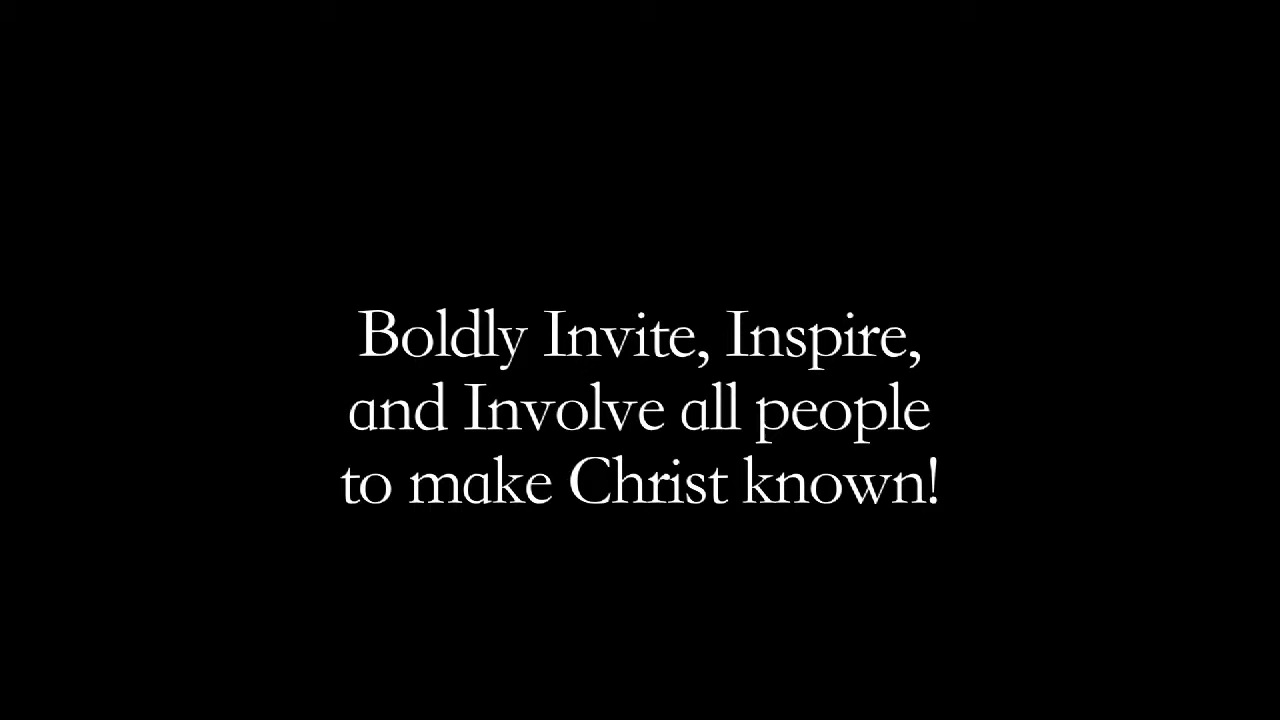 Boldly Invite, Inspire,
and Involve all people
to make Christ known!